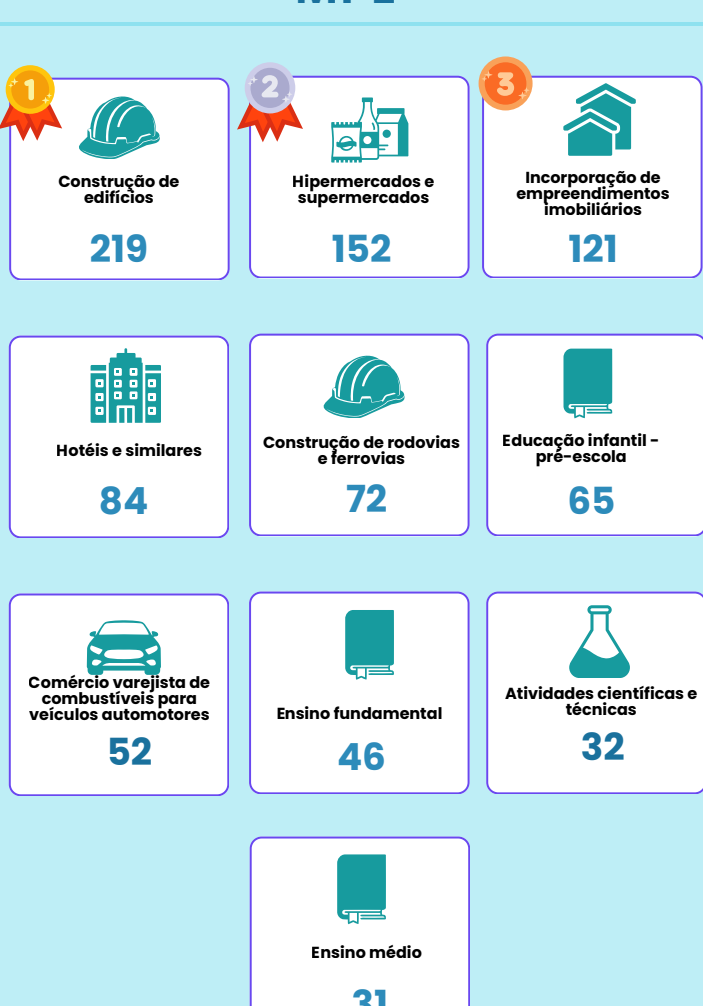 1
2
3
Construção de
edifícios
219
Hipermercados e
supermercados
152
Incorporação de
empreendimentos
imobiliários
121
Hotéis e similares
84
Construção de rodovias
e ferrovias
72
Educação infantil -
pré-escola
65
Comércio varejista de
combustíveis para
veículos automotores
52
Ensino fundamental
46
Atividades científicas e
técnicas
32
Ensino médio
31